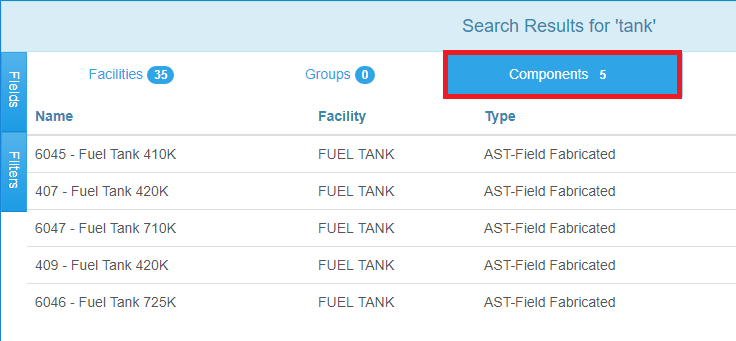 Search Results for 'tank'
Fields
Filters
Facilities 35 Groups 0 Components 5
Name Facility Type
6045 - Fuel Tank 410K FUEL TANK AST-Field Fabricated
407 - Fuel Tank 420K FUEL TANK AST-Field Fabricated
6047 - Fuel Tank 710K FUEL TANK AST-Field Fabricated
409 - Fuel Tank 420K FUEL TANK AST-Field Fabricated
6046 - Fuel Tank 725K FUEL TANK AST-Field Fabricated